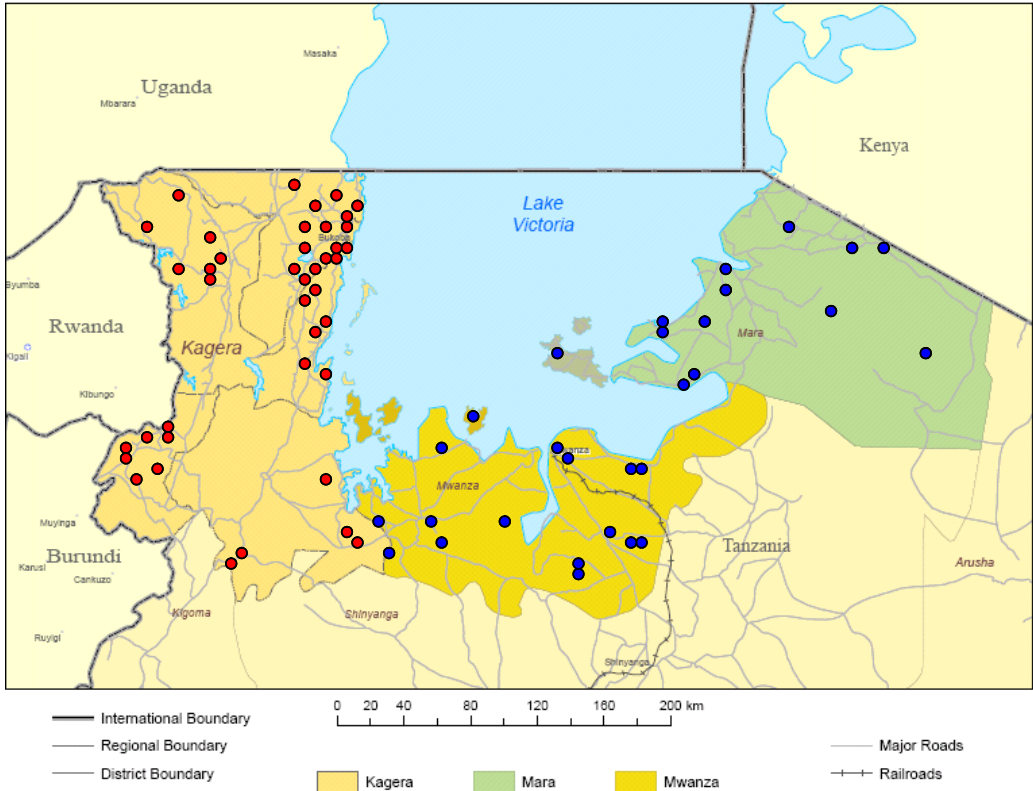 Masaka
Uganda
Mbarara
Kenya
Lake
Victoria
Bukoba
Byumba
Rwanda
Kigali
Kagera
Mara
Kibungo
Mwanza
Muyinga
Burundi
Karusi
Cankuzo
Tanzania
Arusha
Kigoma
Shinyanga
Ruyigi
Shinyanga
International Boundary
Regional Boundary
District Boundary
0 20 40 80 120 160 200 km
Kagera
Mara
Mwanza
Major Roads
Railroads